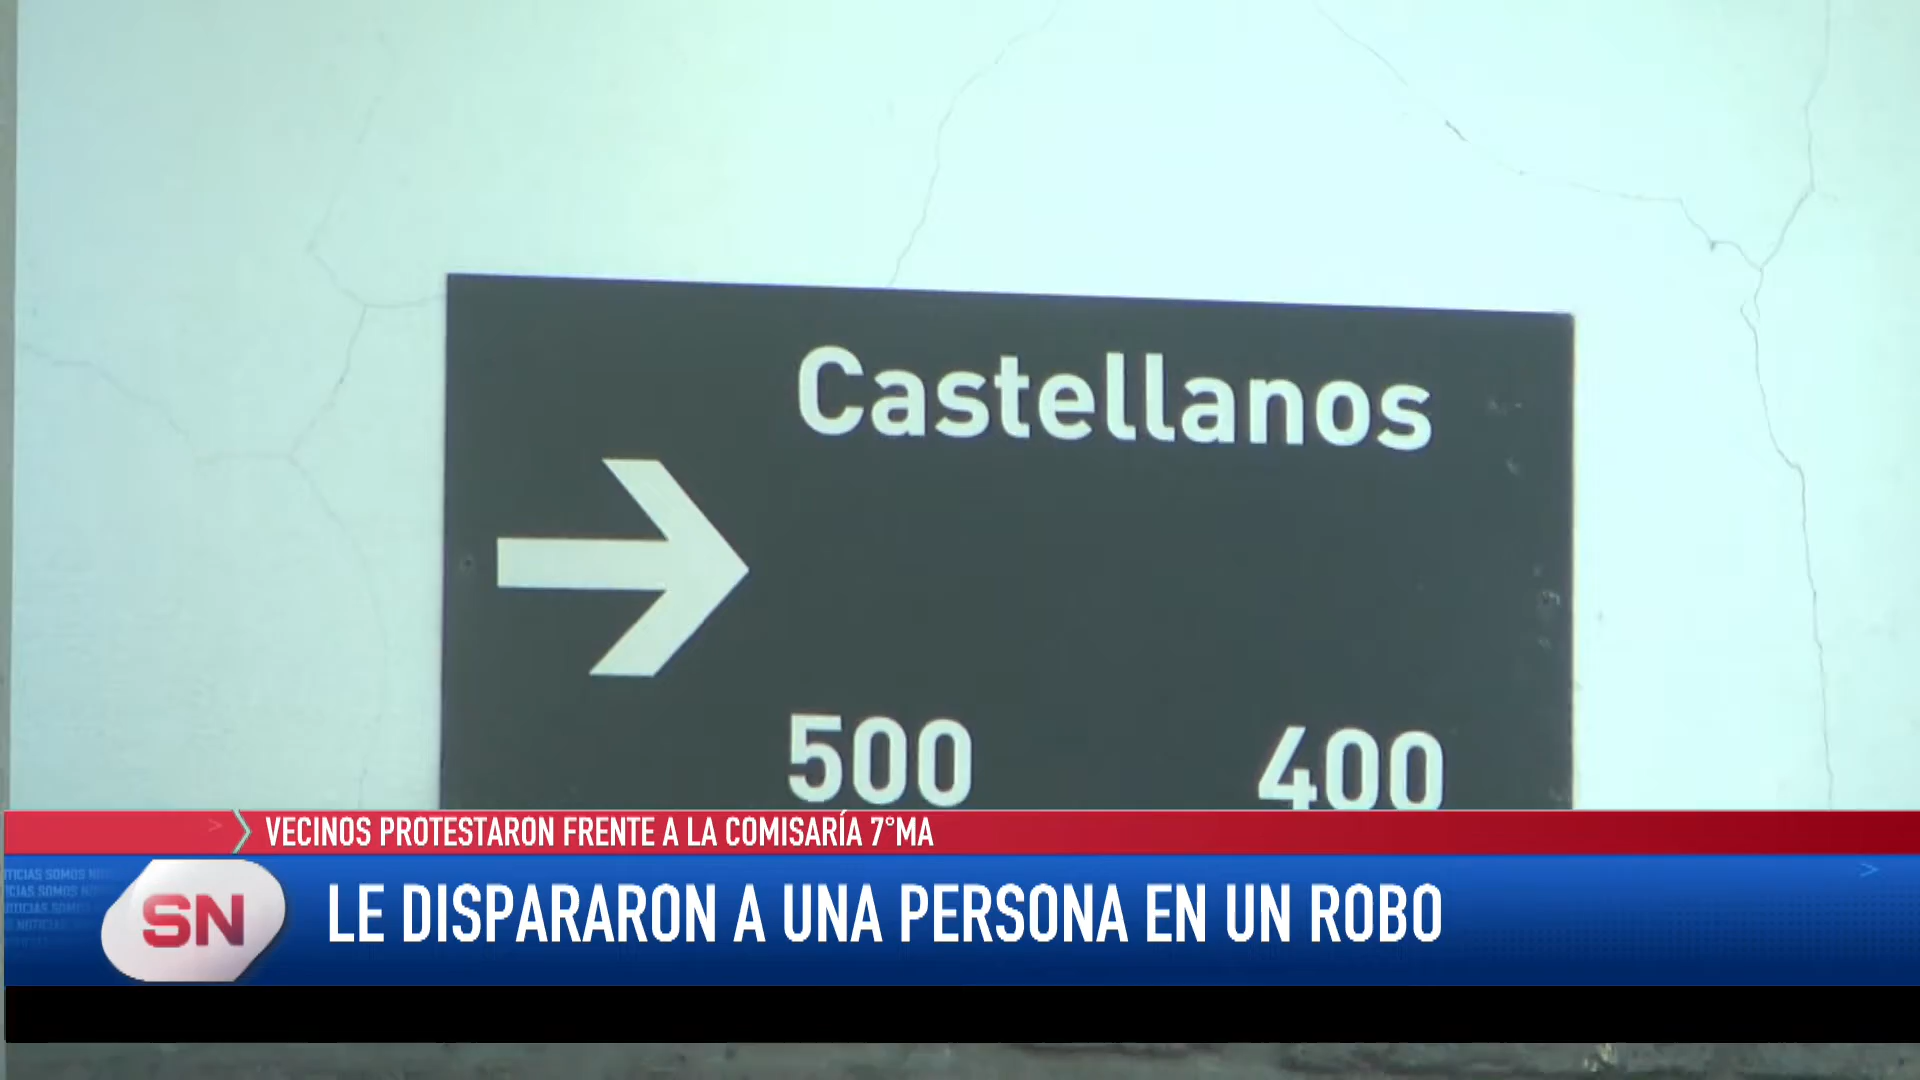 Castellanos
500 400
VECINOS PROTESTARON FRENTE A LA COMISARÍA 7°MA
SN
LE DISPARARON A UNA PERSONA EN UN ROBO